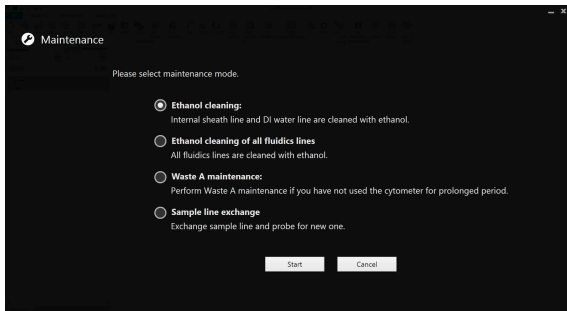 Maintenance
Please select maintenance mode.
Ethanol cleaning:
Internal sheath line and DI water line are cleaned with ethanol.
Ethanol cleaning of all fluidics lines
All fluidics lines are cleaned with ethanol.
Waste A maintenance:
Perform Waste A maintenance if you have not used the cytometer for prolonged period.
Sample line exchange
Exchange sample line and probe for new one.
Start Cancel